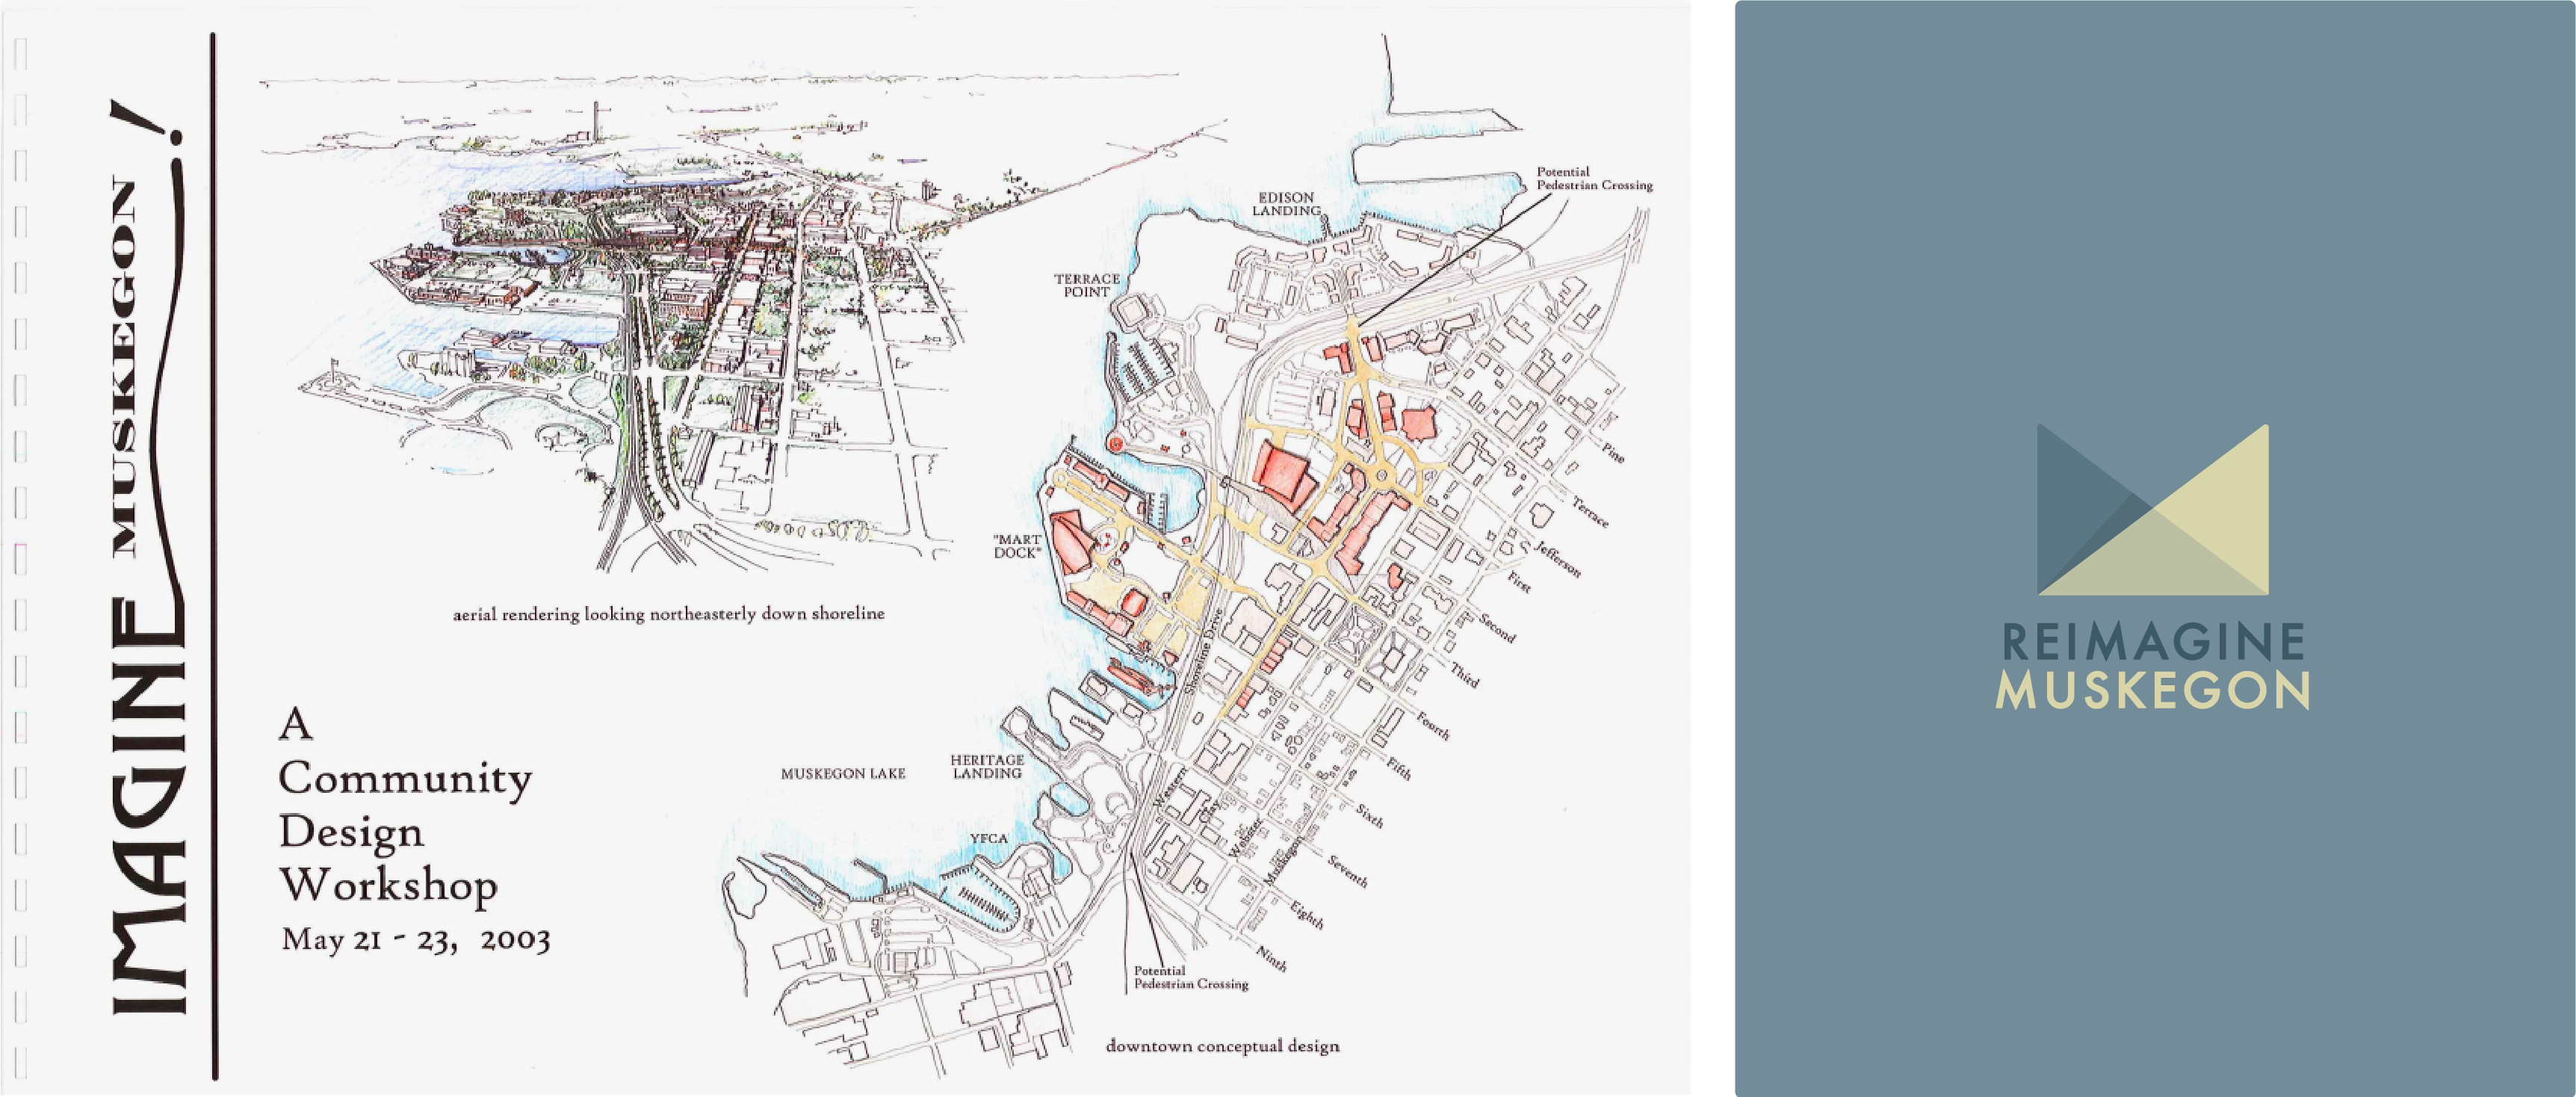 IMAGINE MUSKEGON!
aerial rendering looking northeasterly down shoreline
A
Community
Design
Workshop
May 21 - 23, 2003
Potential
Pedestrian Crossing
EDISON
LANDING
TERRACE
POINT
"MART
DOCK"
Pine
Terrace
Jefferson
First
Second
Third
Fourth
Fifth
Sixth
Seventh
Eighth
Ninth
Shoreline Drive
Western
Clay
Webster
Muskegon
MUSKEGON LAKE
HERITAGE
LANDING
YFCA
Potential
Pedestrian Crossing
downtown conceptual design
REIMAGINE
MUSKEGON